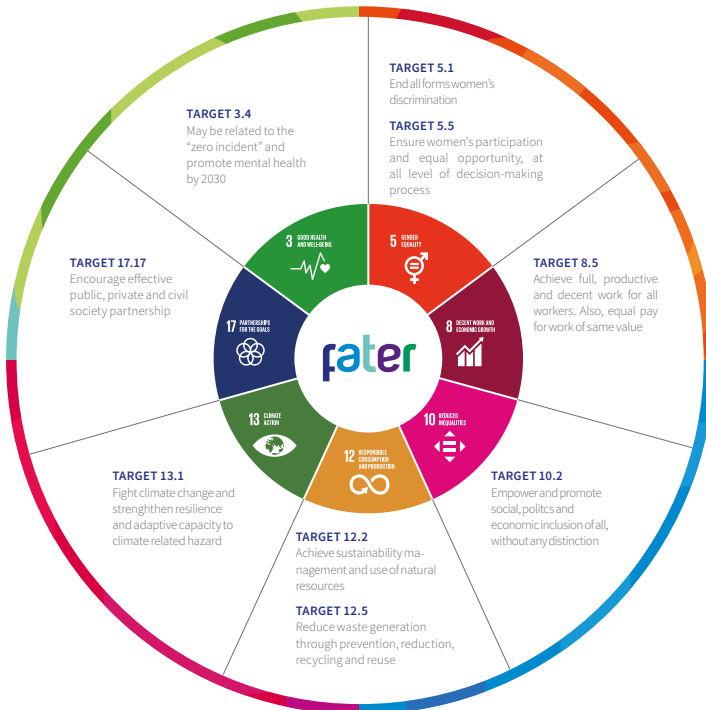 TARGET 5.1
End all forms women's
discrimination
TARGET 5.5
Ensure women's participation
and equal opportunity, at
all level of decision-making
process
TARGET 3.4
May be related to the
"zero incident" and
promote mental health
by 2030
3 GOOD HEALTH
AND WELL-BEING
5 GENDER
EQUALITY
TARGET 17.17
Encourage effective
public, private and civil
society partnership
TARGET 8.5
Achieve full, productive
and decent work for all
workers. Also, equal pay
for work of same value
17 PARTNERSHIPS
FOR THE GOALS
8 DECENT WORK AND
ECONOMIC GROWTH
fater
13 CLIMATE
ACTION
10 REDUCED
INEQUALITIES
12 RESPONSIBLE
CONSUMPTION
AND PRODUCTION
TARGET 13.1
Fight climate change and
strengthen resilience
and adaptive capacity to
climate related hazard
TARGET 10.2
Empower and promote
social, politcs and
economic inclusion of all,
without any distinction
TARGET 12.2
Achieve sustainability ma-
nagement and use of natural
resources
TARGET 12.5
Reduce waste generation
through prevention, reduction,
recycling and reuse